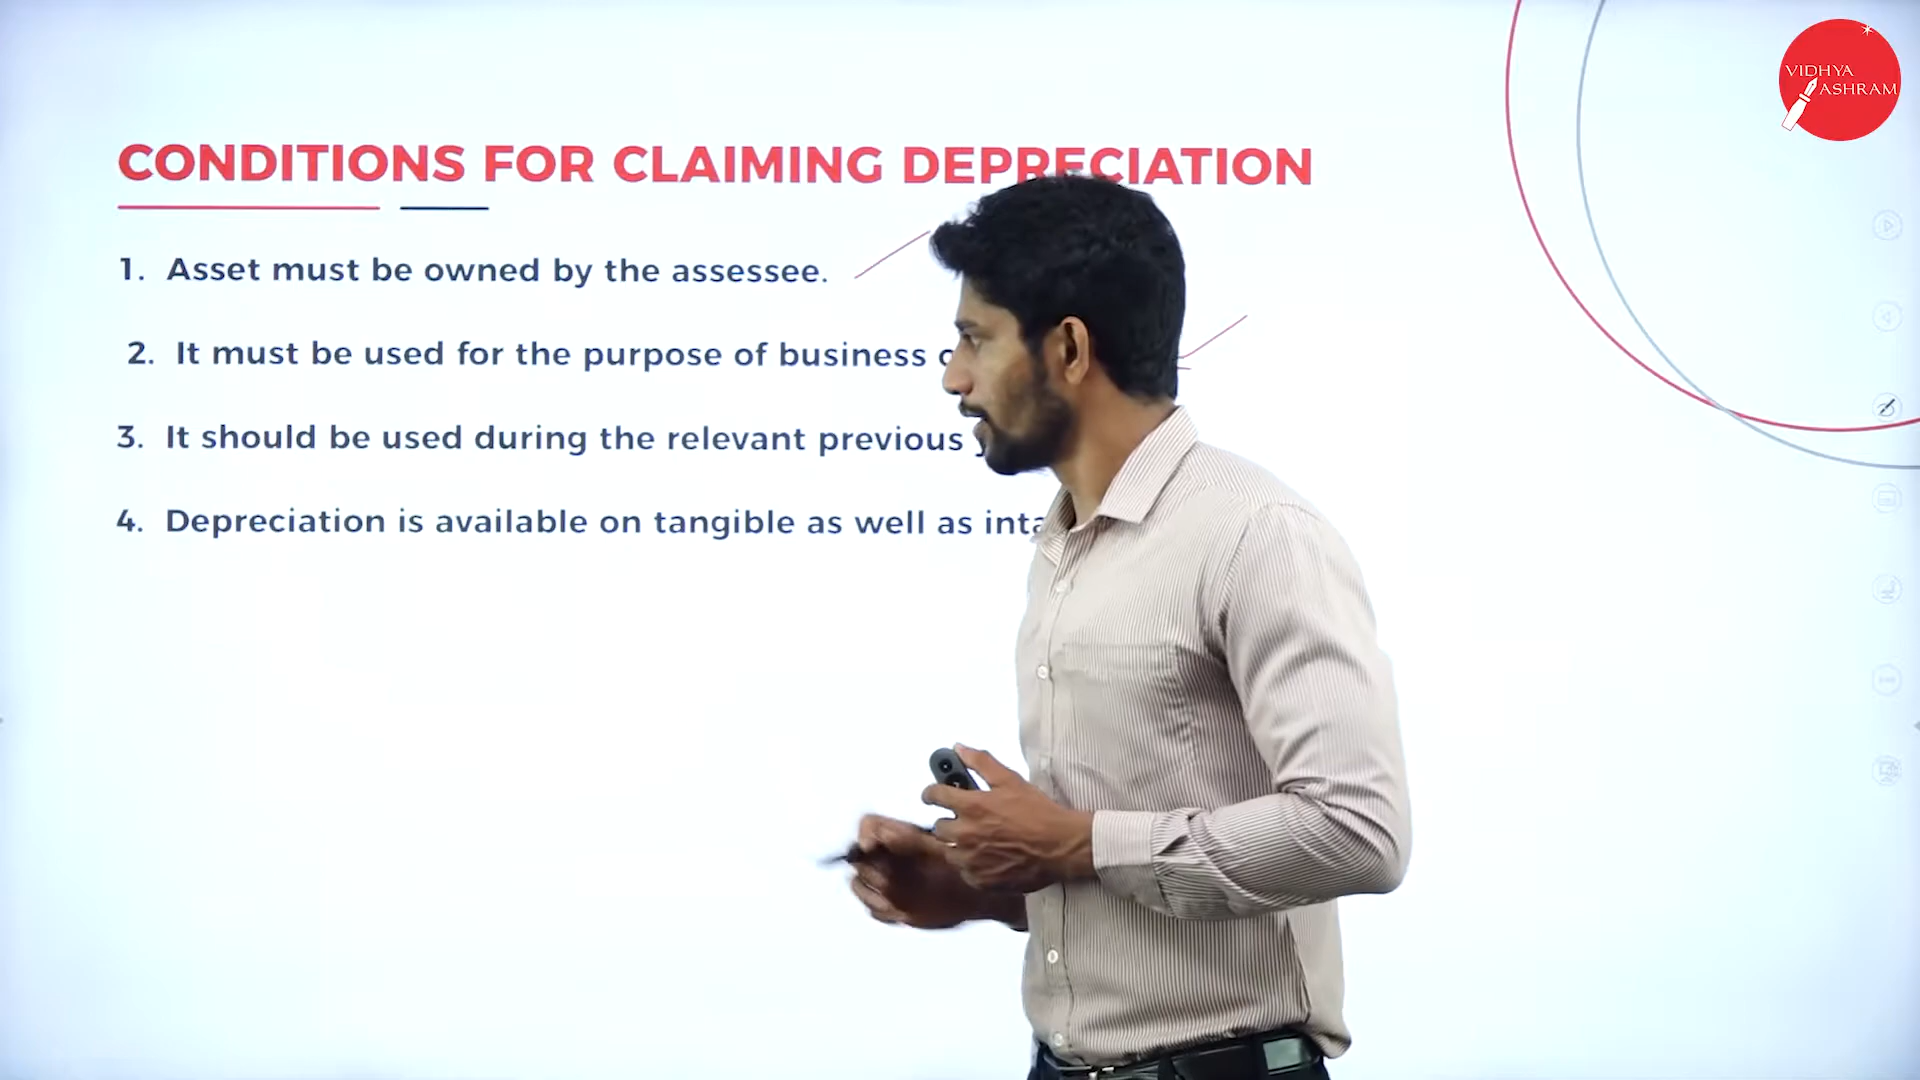 VIDHYA
ASHRAM
CONDITIONS FOR CLAIMING DEPRECIATION
1. Asset must be owned by the assessee.
2. It must be used for the purpose of business
3. It should be used during the relevant previous
4. Depreciation is available on tangible as well as